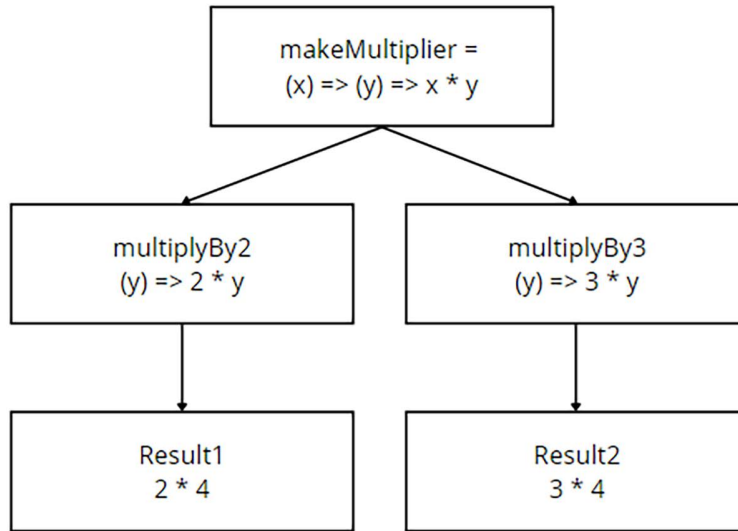 makeMultiplier =
(x) => (y) => x * y
multiplyBy2
(y) => 2 * y
multiplyBy3
(y) => 3 * y
Result1
2 * 4
Result2
3 * 4